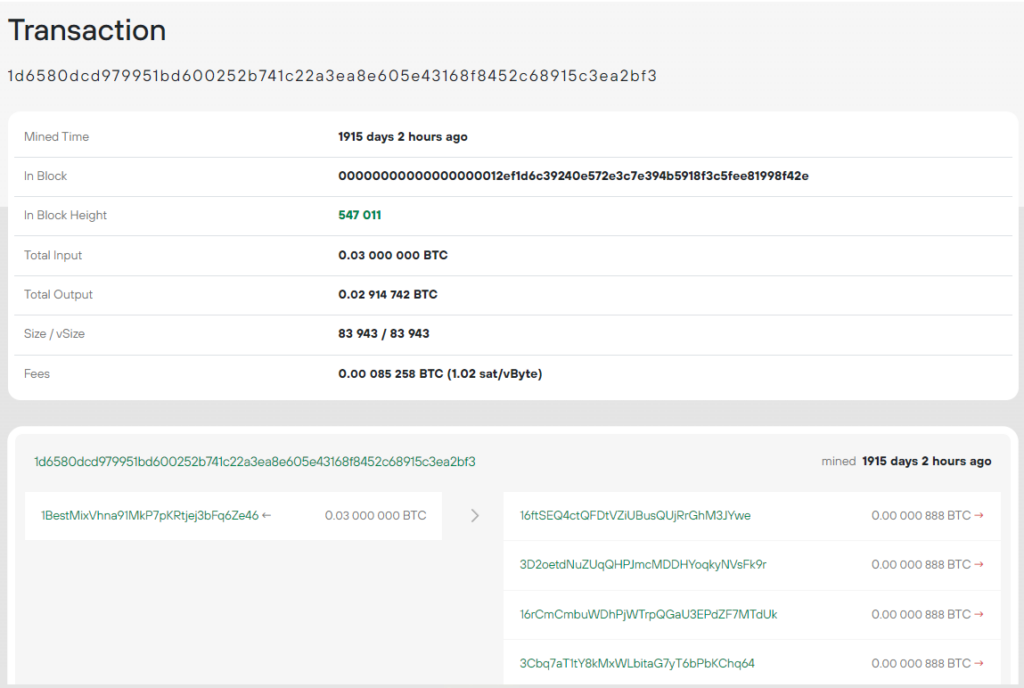 Transaction
1d6580dcd979951bd600252b741c22a3ea8e605e43168f8452c68915c3ea2bf3
Mined Time 1915 days 2 hours ago
In Block 00000000000000000012ef1d6c39240e572e3c7e394b5918f3c5fee81998f42e
In Block Height 547 011
Total Input 0.03 000 000 BTC
Total Output 0.02 914 742 BTC
Size / vSize 83 943 / 83 943
Fees 0.00 085 258 BTC (1.02 sat/vByte)
1d6580dcd979951bd600252b741c22a3ea8e605e43168f8452c68915c3ea2bf3 mined 1915 days 2 hours ago
1BestMixVhna91MkP7pKRtjej3bFq6Ze46 ← 0.03 000 000 BTC > 16ftSEQ4ctQFDtVZiUBusQUjRrGhM3JYwe 0.00 000 888 BTC →
3D2oetdNuZUqQHPJmcMDDHYoqkyNVsFk9r 0.00 000 888 BTC →
16rCmCmbuWDhPjWTrpQGaU3EPdZF7MTdUk 0.00 000 888 BTC →
3Cbq7aT1tY8kMxWLbitaG7yT6bPbKChq64 0.00 000 888 BTC →